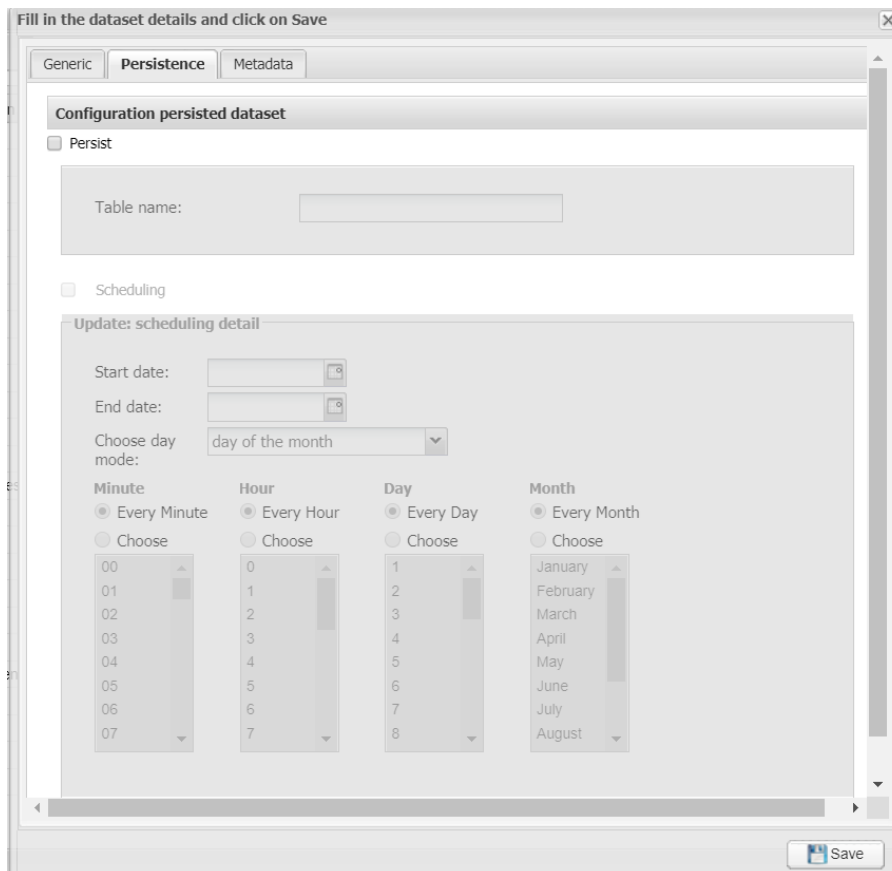 Fill in the dataset details and click on Save
Generic Persistence Metadata
Configuration persisted dataset
Persist
Table name:
Scheduling
Update: scheduling detail
Start date:
End date:
Choose day
mode:
day of the month
Minute Hour Day Month
Every Minute Every Hour Every Day Every Month
Choose Choose Choose Choose
00 0 1 January
01 1 2 February
02 2 3 March
03 3 4 April
04 4 5 May
05 5 6 June
06 6 7 July
07 7 8 August
Save